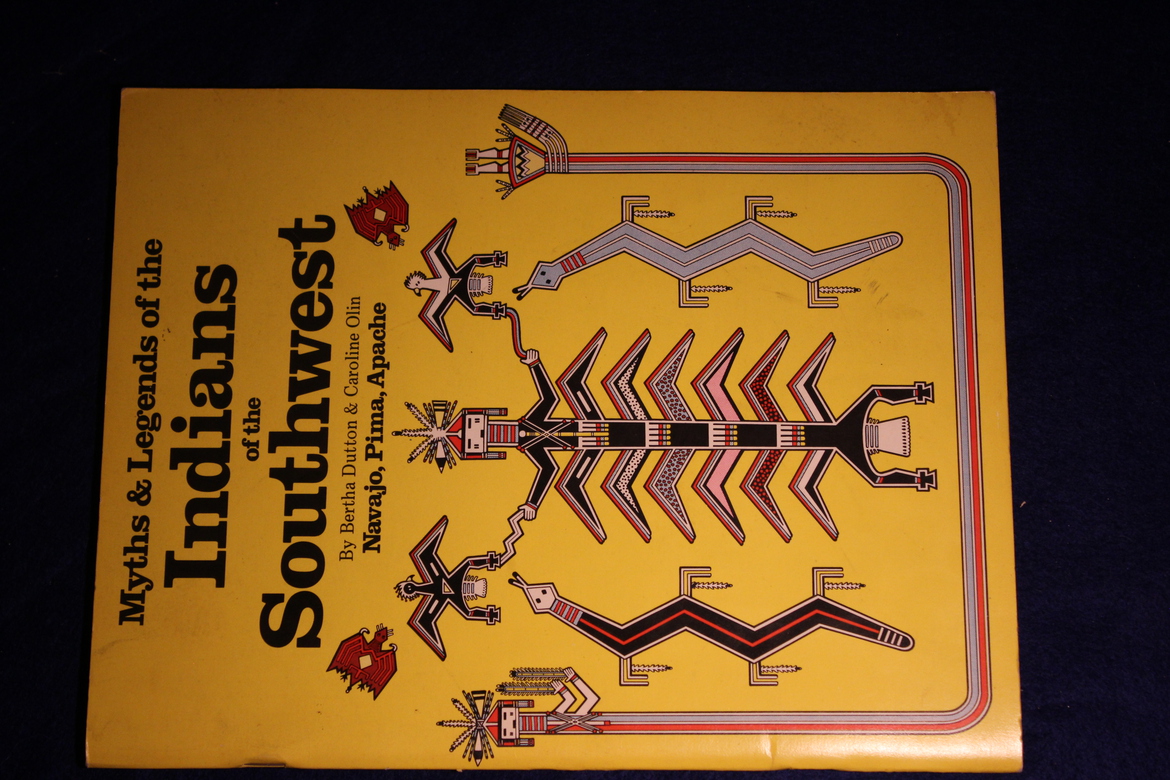 Myths & Legends of the
Indians
of the
Southwest
By Bertha Dutton & Caroline Olin
Navajo, Pima, Apache